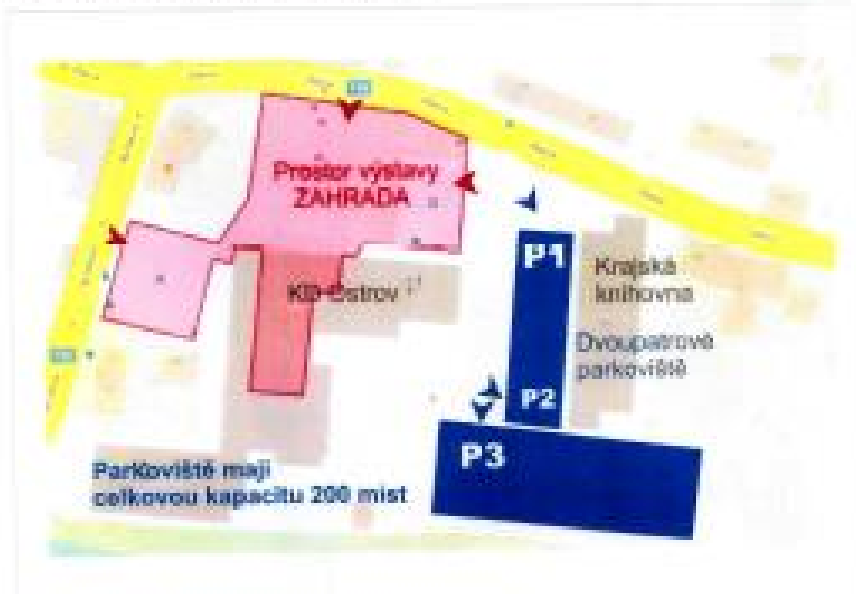 Prostor výstavy
ZAHRADA
P1
Krajská
knihovna
KD Ostrov
Dvoupatrové
parkoviště
P2
P3
Parkoviště mají
celkovou kapacitu 200 míst